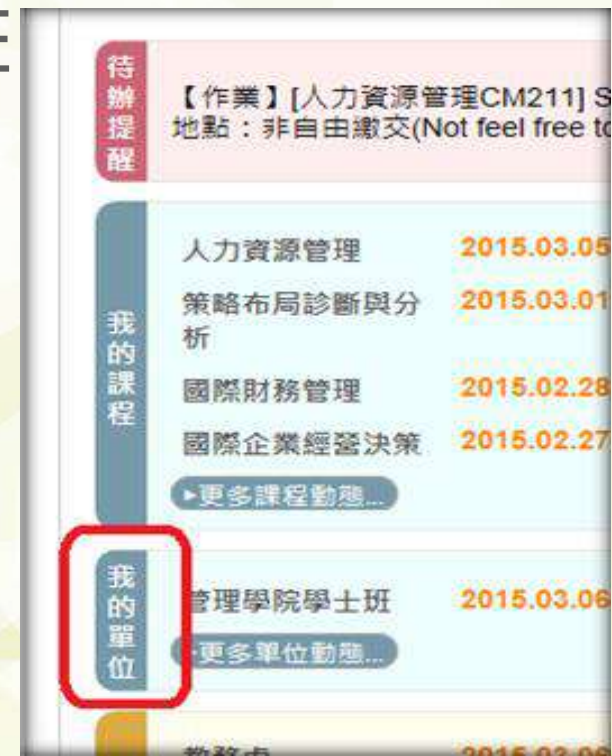 待辦提醒
【作業】[人力資源管理CM211] S
地點：非自由繳交(Not feel free to
我的課程
人力資源管理 2015.03.05
策略布局診斷與分析 2015.03.01
國際財務管理 2015.02.28
國際企業經營決策 2015.02.27
▸更多課程動態...
我的單位
管理學院學士班 2015.03.06
▸更多單位動態...